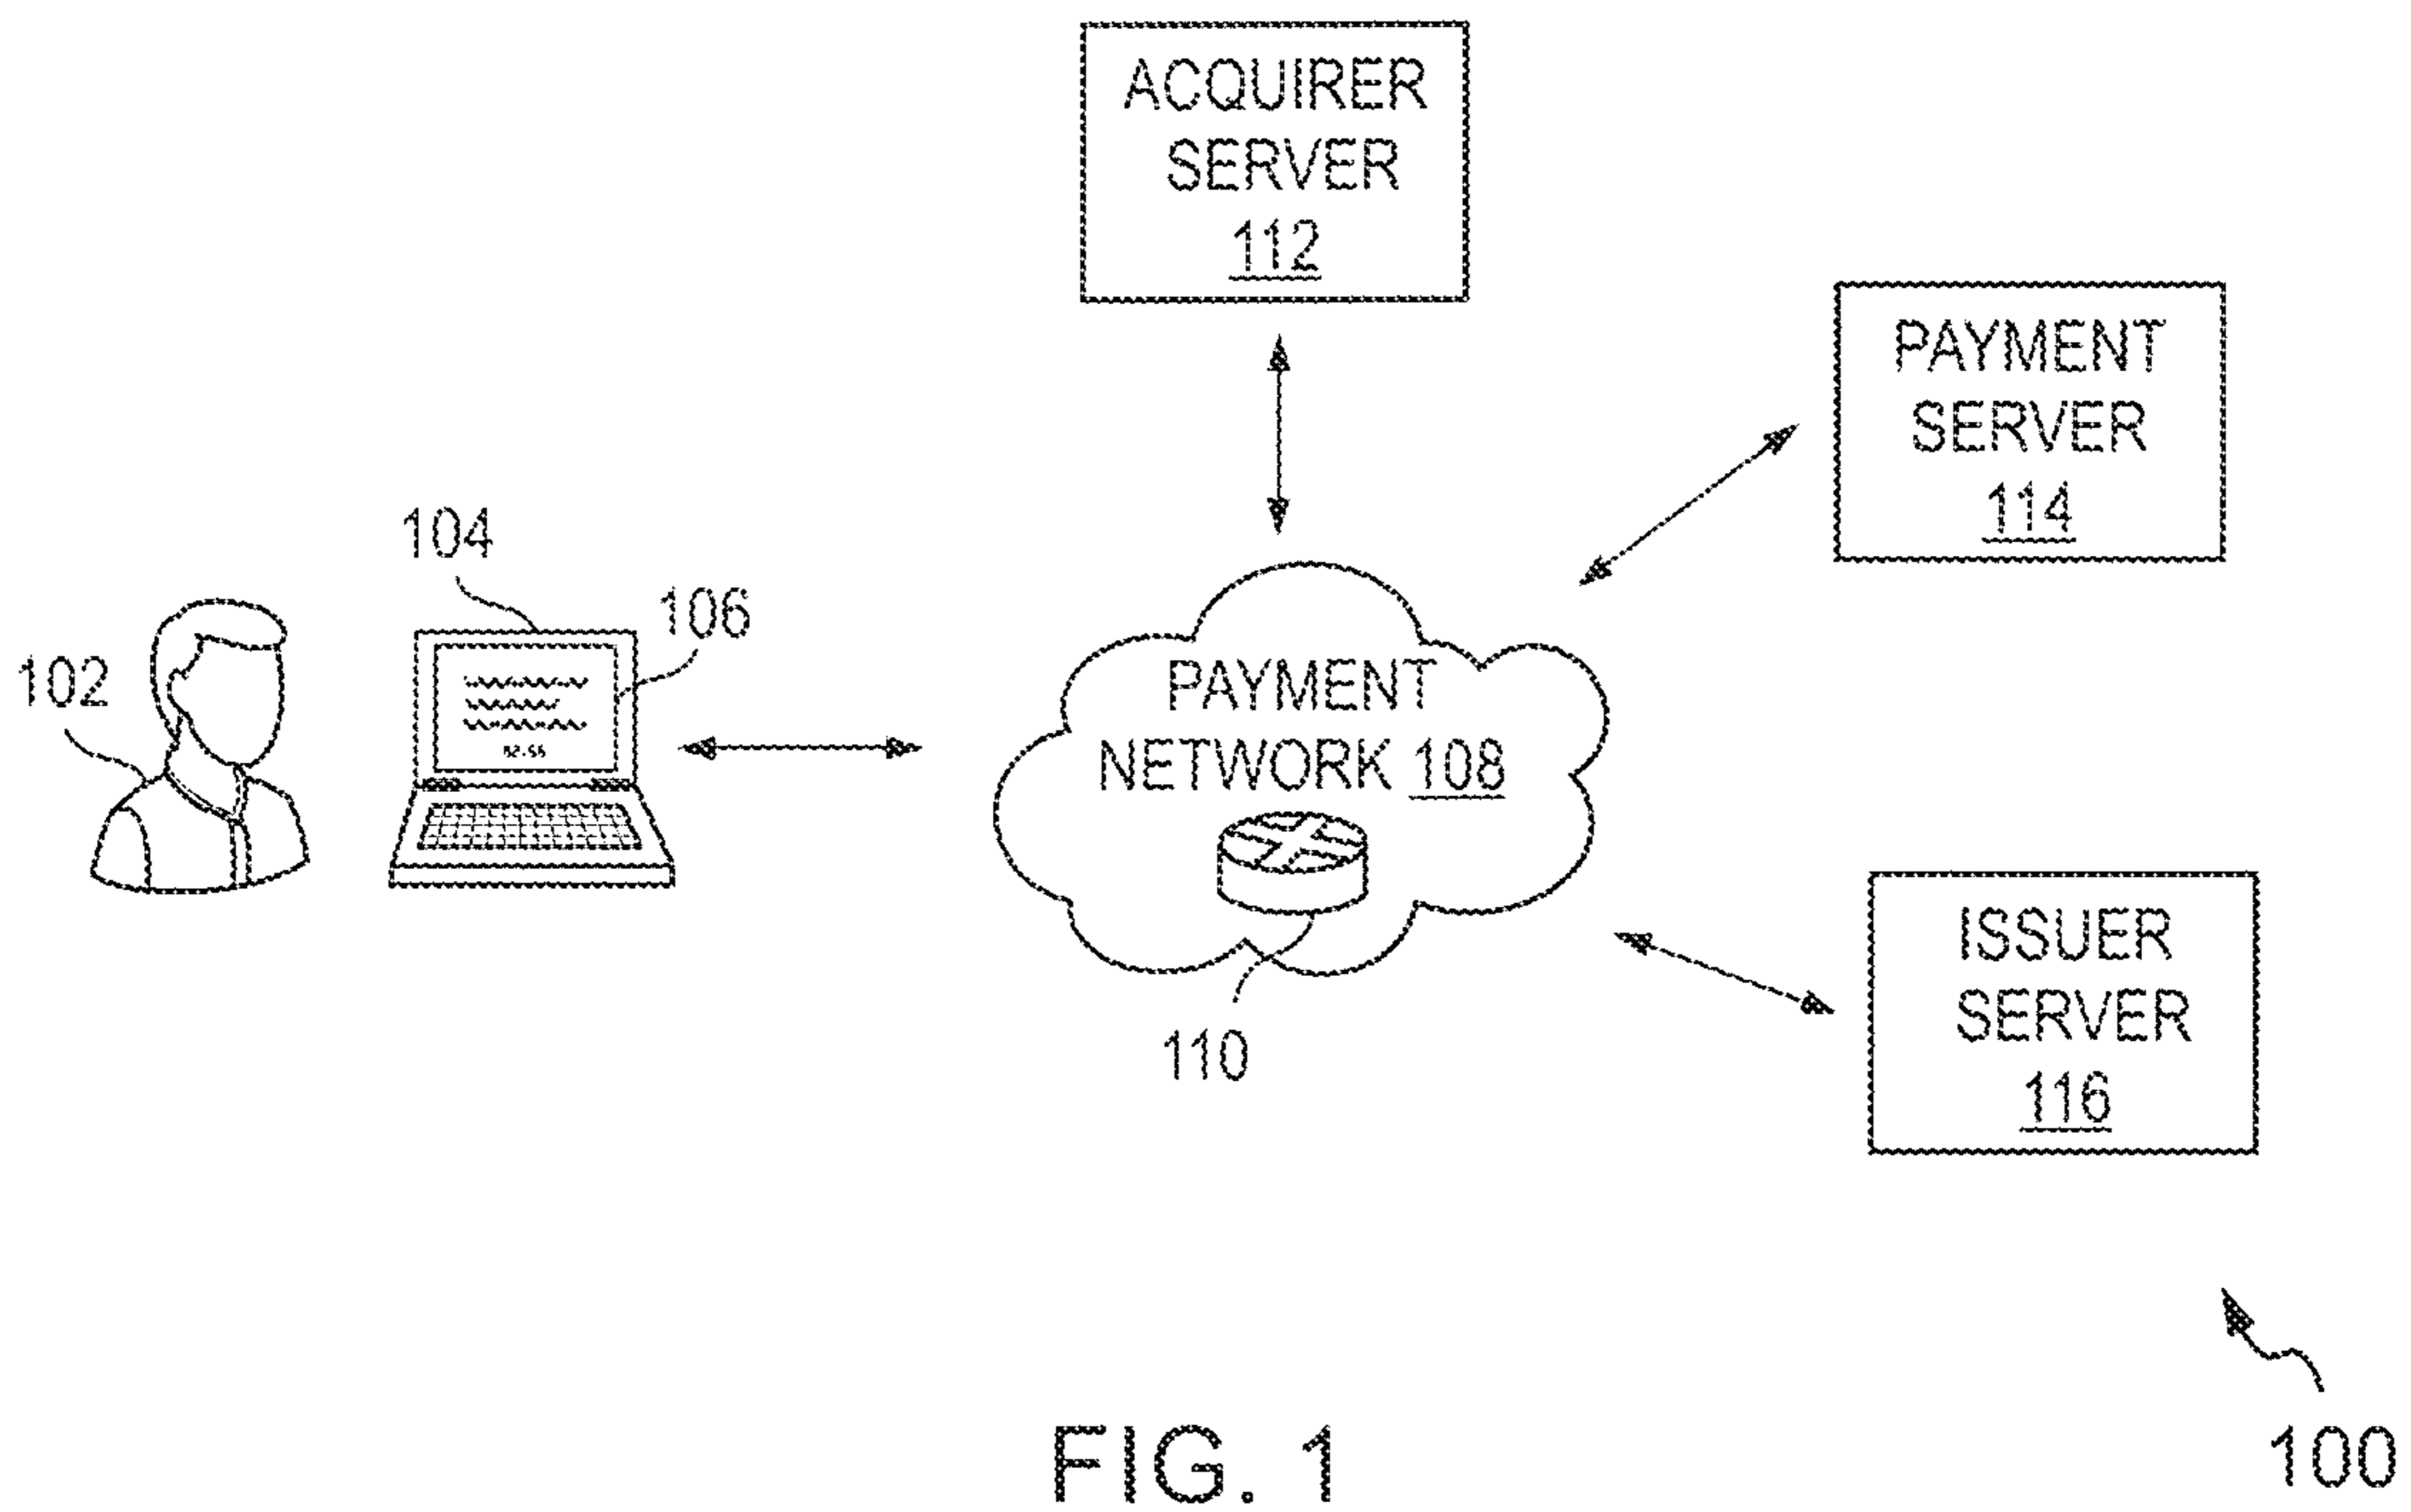 ACQUIRER
SERVER
112
PAYMENT
SERVER
114
104
106
102
PAYMENT
NETWORK 108
110
ISSUER
SERVER
116
100
FIG. 1